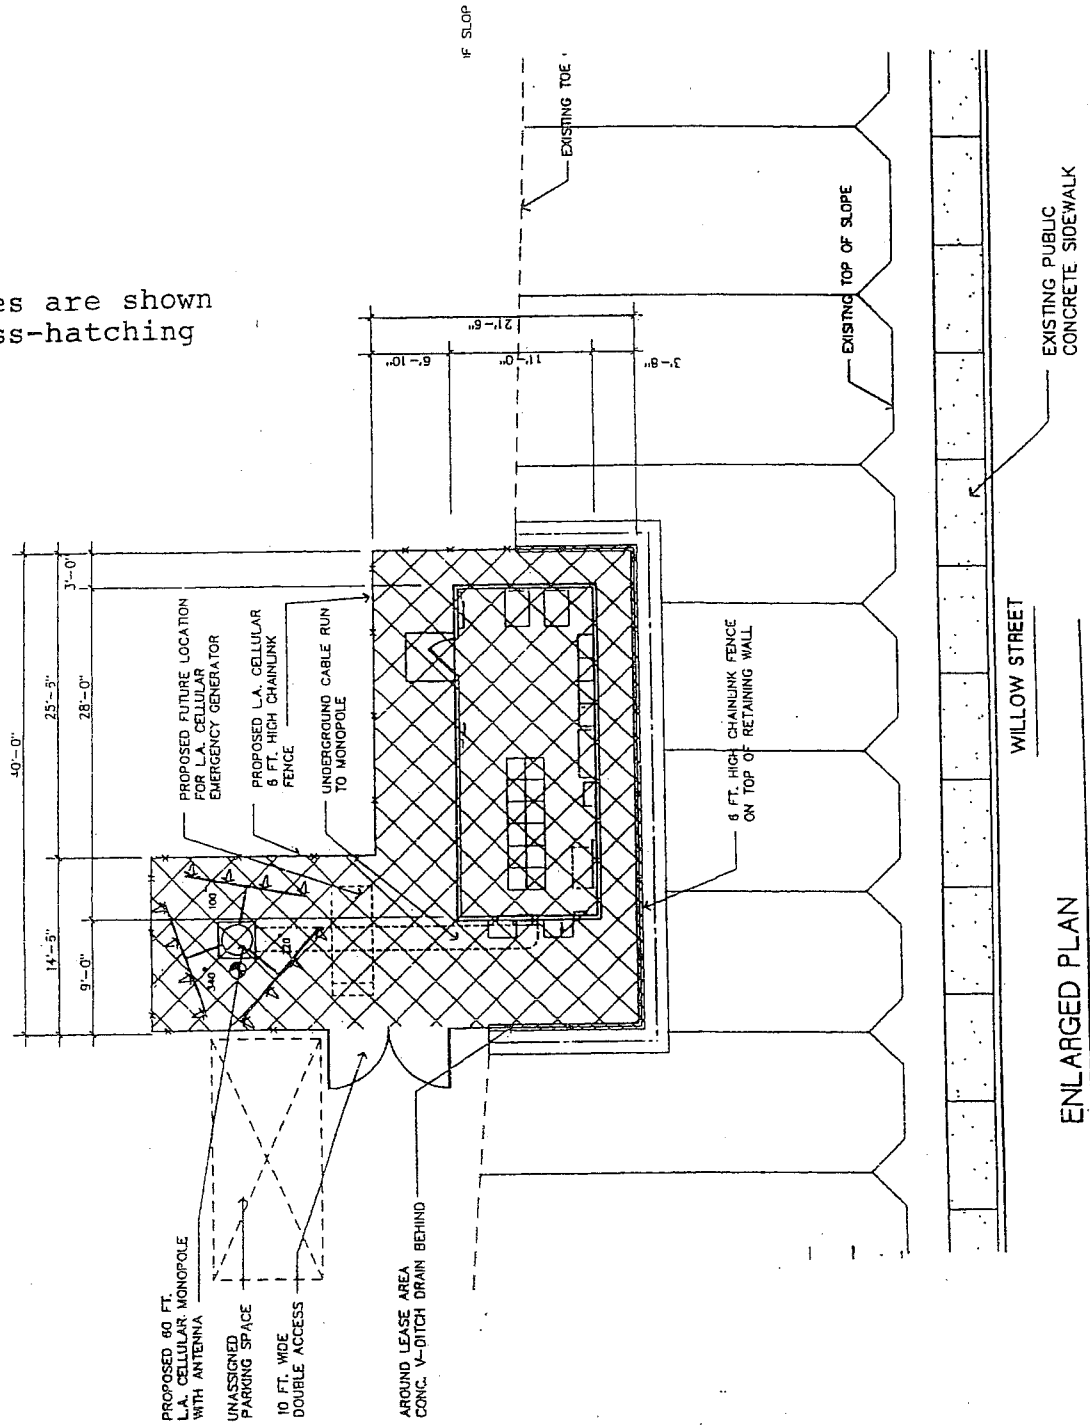 es are shown
ss-hatching
IF SLOP
EXISTING TOE
EXISTING TOP OF SLOPE
EXISTING PUBLIC
CONCRETE SIDEWALK
WILLOW STREET
ENLARGED PLAN
40'-0"
25'-5"
14'-5"
28'-0"
9'-0"
3'-0"
21'-6"
6'-10"
11'-0"
3'-8"
PROPOSED FUTURE LOCATION
FOR L.A. CELLULAR
EMERGENCY GENERATOR
PROPOSED L.A. CELLULAR
6 FT. HIGH CHAINLINK
FENCE
UNDERGROUND CABLE RUN
TO MONOPOLE
6 FT. HIGH CHAINLINK FENCE
ON TOP OF RETAINING WALL
100°
340°
PROPOSED 60 FT.
L.A. CELLULAR MONOPOLE
WITH ANTENNA
UNASSIGNED
PARKING SPACE
10 FT. WIDE
DOUBLE ACCESS
AROUND LEASE AREA
CONC. V-DITCH DRAIN BEHIND